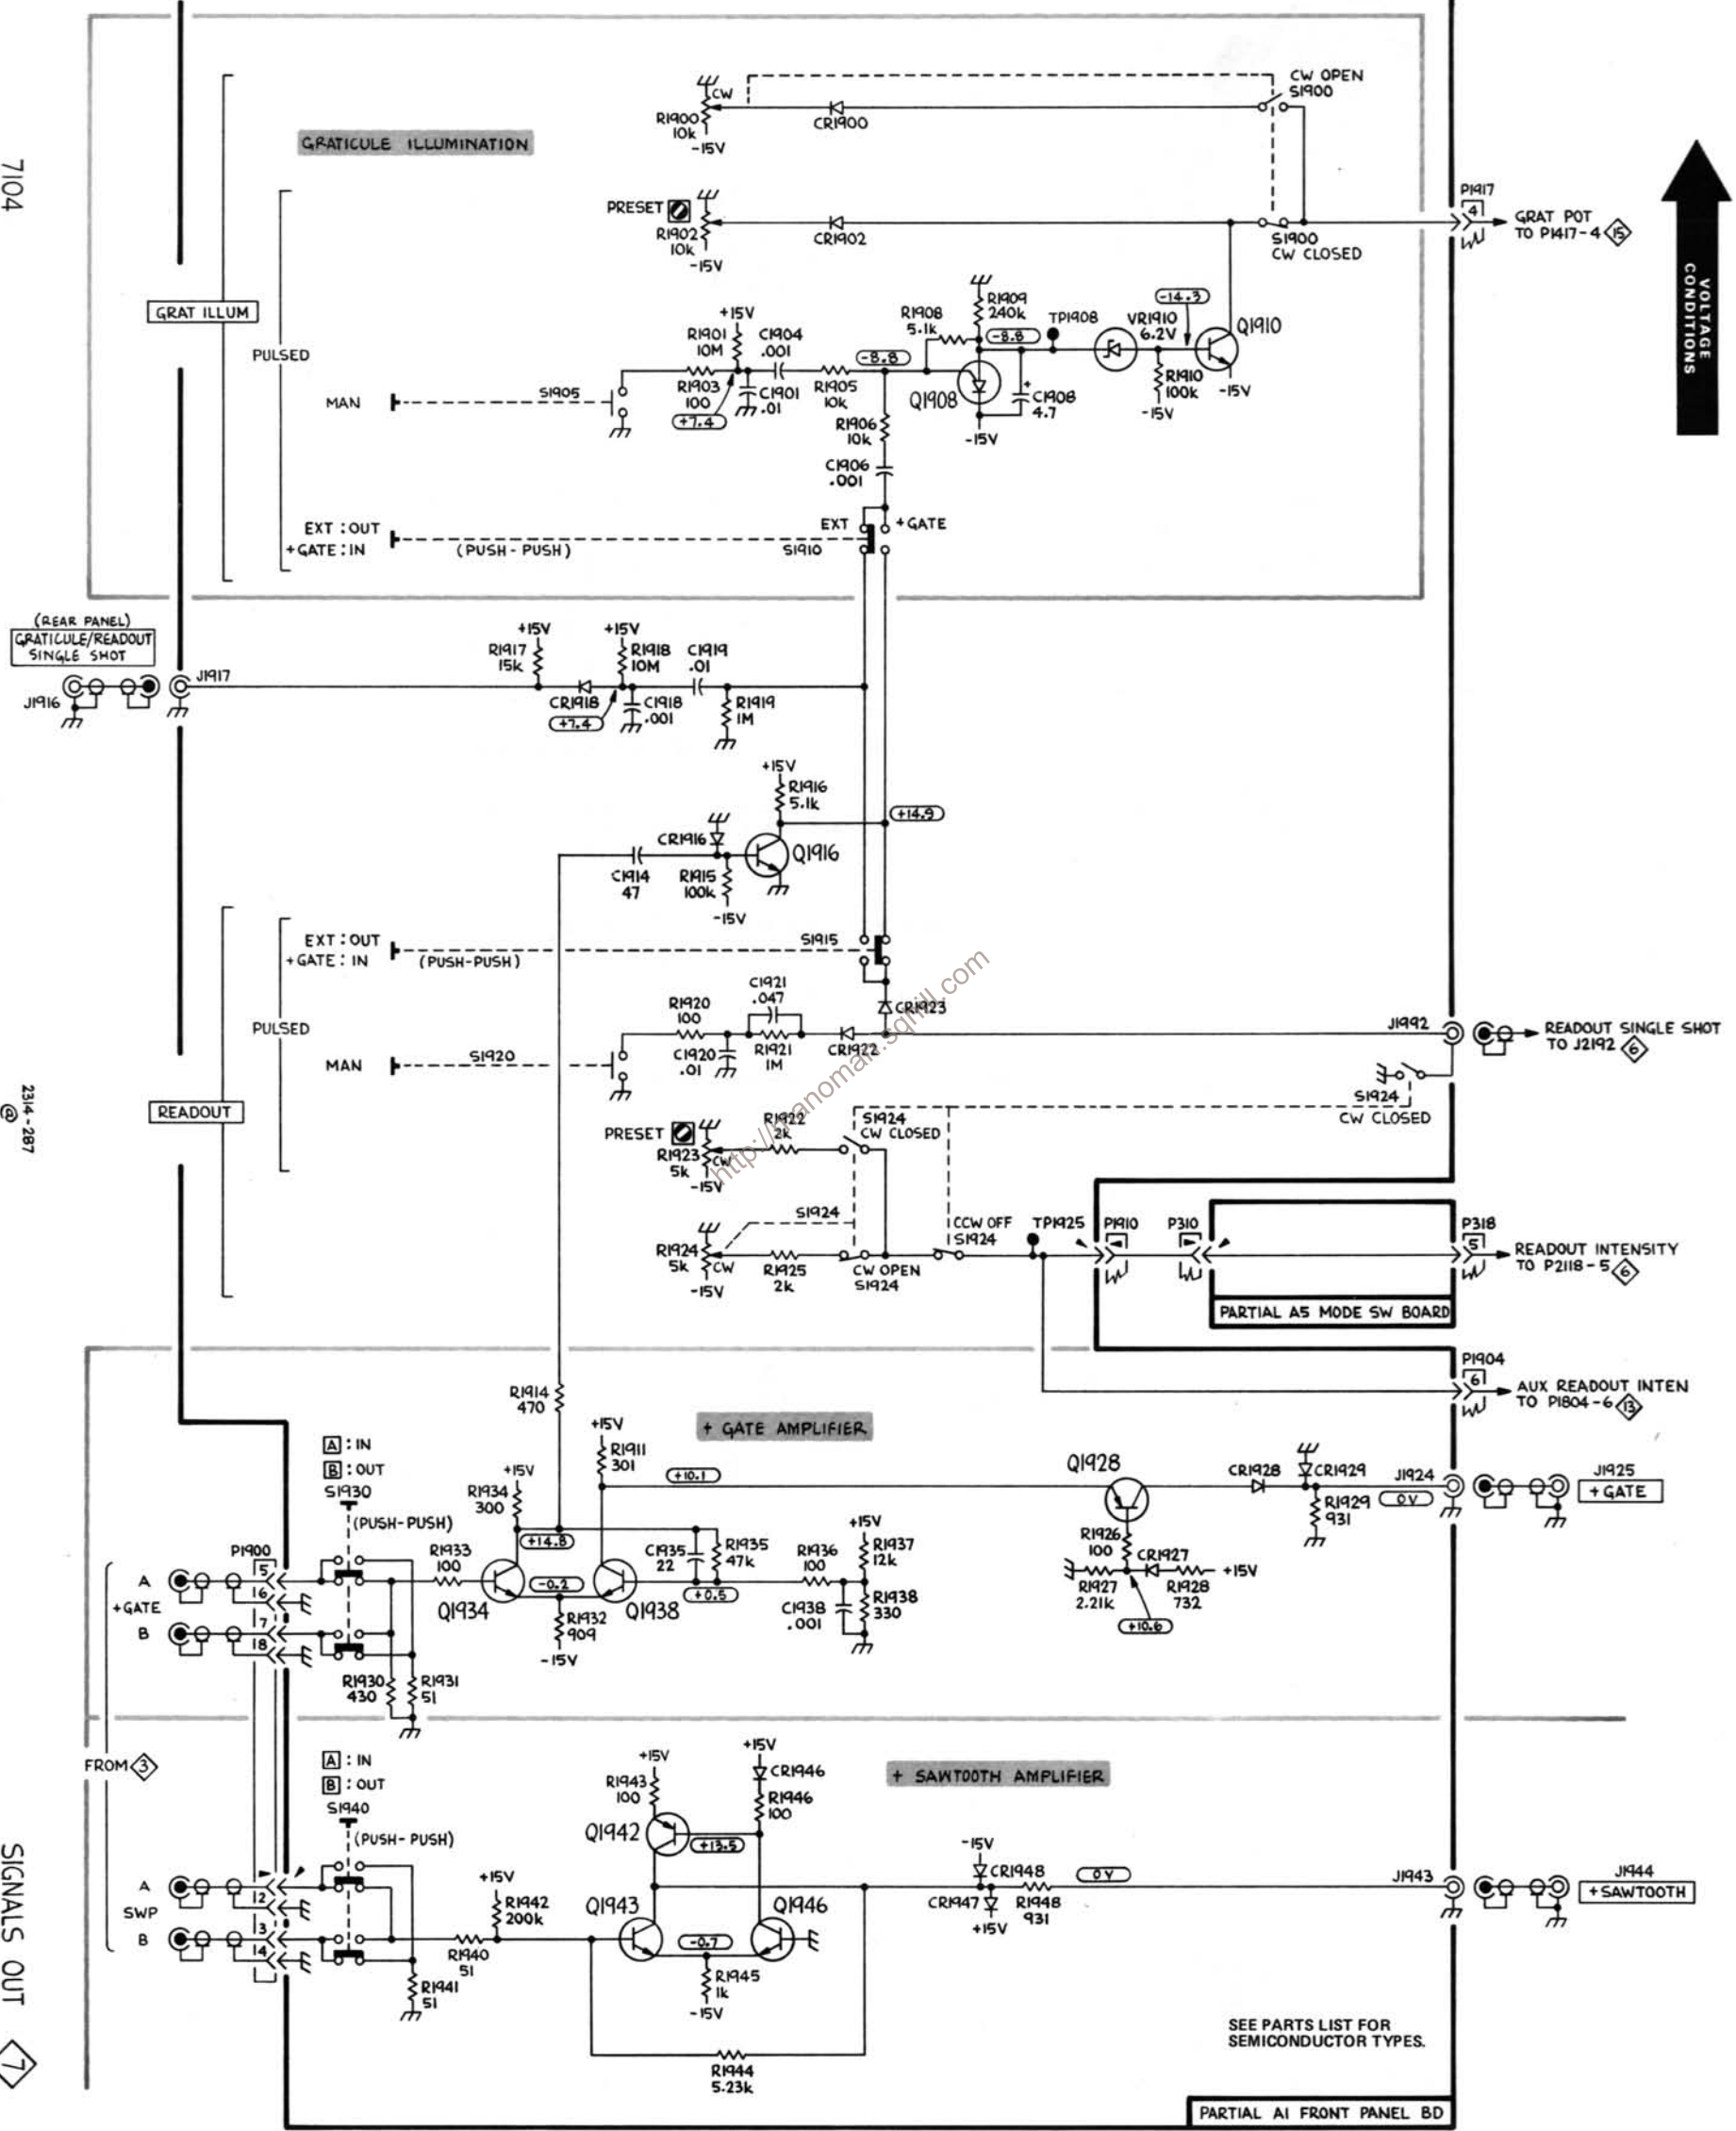 CW OPEN
S1900
CW
R1900
10k
-15V
CR1900
GRATICULE ILLUMINATION
7104
PRESET
R1902
10k
-15V
CR1902
S1900
CW CLOSED
P1917
4
GRAT POT
TO P1417-4 15
VOLTAGE
CONDITIONS
GRAT ILLUM
PULSED
+15V
R1901
10M
C1904
.001
R1903
100
+7.4
C1901
.01
R1905
10k
-8.8
R1908
5.1k
R1909
240k
-8.8
TP1908
VR1910
6.2V
-14.3
Q1910
R1910
100k
-15V
-15V
Q1908
C1908
4.7
+
-15V
MAN
S1905
R1906
10k
C1906
.001
EXT : OUT
+GATE : IN
(PUSH-PUSH)
S1910
EXT
+GATE
(REAR PANEL)
GRATICULE/READOUT
SINGLE SHOT
J1916
J1917
+15V
R1917
15k
+15V
R1918
10M
C1919
.01
CR1918
+7.4
C1918
.001
R1919
1M
+15V
R1916
5.1k
+14.9
CR1916
Q1916
C1914
47
R1915
100k
-15V
EXT : OUT
+GATE : IN
(PUSH-PUSH)
S1915
PULSED
MAN
S1920
R1920
100
C1921
.047
C1920
.01
R1921
1M
CR1922
CR1923
J1992
READOUT SINGLE SHOT
TO J2192 6
S1924
CW CLOSED
READOUT
2314-287
@
PRESET
R1923
5k
CW
-15V
R1922
2k
S1924
CW CLOSED
S1924
R1924
5k
CW
-15V
R1925
2k
CW OPEN
S1924
CCW OFF
S1924
TP1925
P1910
P310
P318
5
READOUT INTENSITY
TO P2118-5 6
PARTIAL A5 MODE SW BOARD
P1904
6
AUX READOUT INTEN
TO P1804-6 13
R1914
470
+ GATE AMPLIFIER
A : IN
B : OUT
S1930
(PUSH-PUSH)
+15V
R1934
300
+15V
R1911
301
+10.1
Q1928
CR1928
CR1929
J1924
R1929
931
0V
J1925
+GATE
+14.8
C1935
22
R1935
47k
+0.5
R1933
100
Q1934
-0.2
Q1938
R1932
909
-15V
R1936
100
+15V
R1937
12k
C1938
.001
R1938
330
R1926
100
CR1927
R1927
2.21k
R1928
732
+15V
+10.6
P1900
A
+GATE
B
5
16
17
18
R1930
430
R1931
51
FROM 3
A : IN
B : OUT
S1940
(PUSH-PUSH)
+15V
R1943
100
+15V
CR1946
R1946
100
+ SAWTOOTH AMPLIFIER
Q1942
+13.5
A
SWP
B
12
3
14
+15V
R1942
200k
R1940
51
R1941
51
Q1943
Q1946
-0.7
R1945
1k
-15V
-15V
CR1948
CR1947
+15V
R1948
931
0V
J1943
J1944
+SAWTOOTH
R1944
5.23k
SEE PARTS LIST FOR
SEMICONDUCTOR TYPES.
PARTIAL A1 FRONT PANEL BD
SIGNALS OUT 7